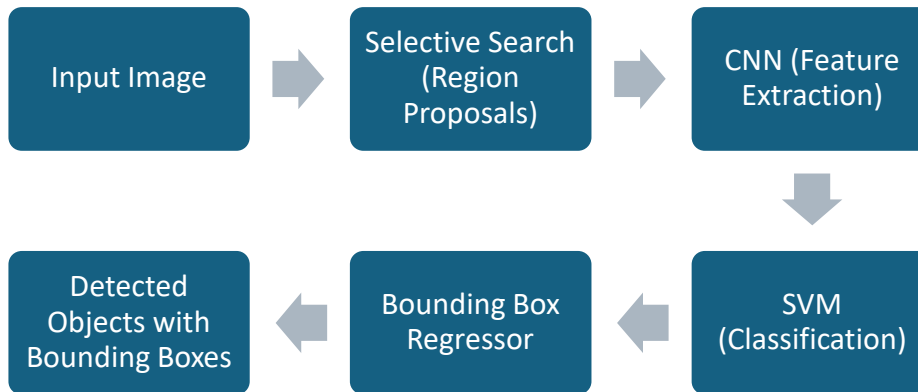 Input Image
Selective Search
(Region
Proposals)
CNN (Feature
Extraction)
SVM
(Classification)
Bounding Box
Regressor
Detected
Objects with
Bounding Boxes